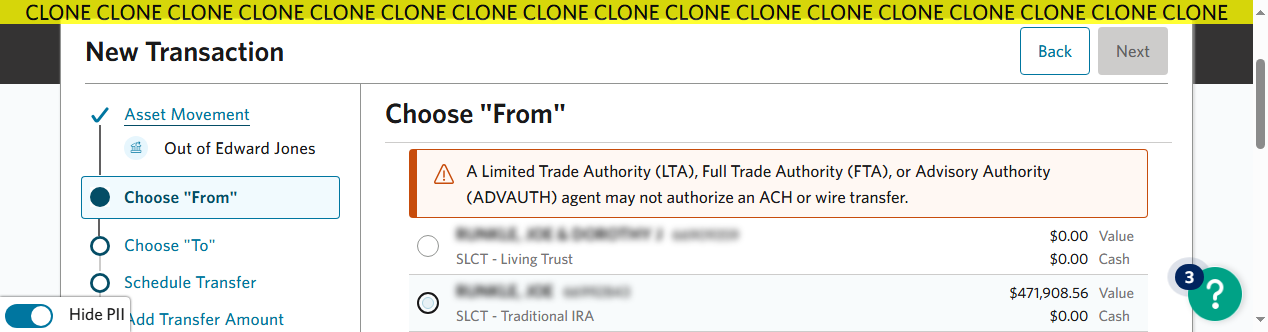 CLONE CLONE CLONE CLONE CLONE CLONE CLONE CLONE CLONE CLONE CLONE CLONE CLONE CLONE CLONE CLONE CLONE
New Transaction
Back
Next
Asset Movement
Out of Edward Jones
Choose "From"
Choose "To"
Schedule Transfer
Add Transfer Amount
Hide PII
Choose "From"
A Limited Trade Authority (LTA), Full Trade Authority (FTA), or Advisory Authority
(ADVAUTH) agent may not authorize an ACH or wire transfer.
$0.00 Value
SLCT - Living Trust
$0.00 Cash
$471,908.56 Value
SLCT - Traditional IRA
$0.00 Cash
3
?